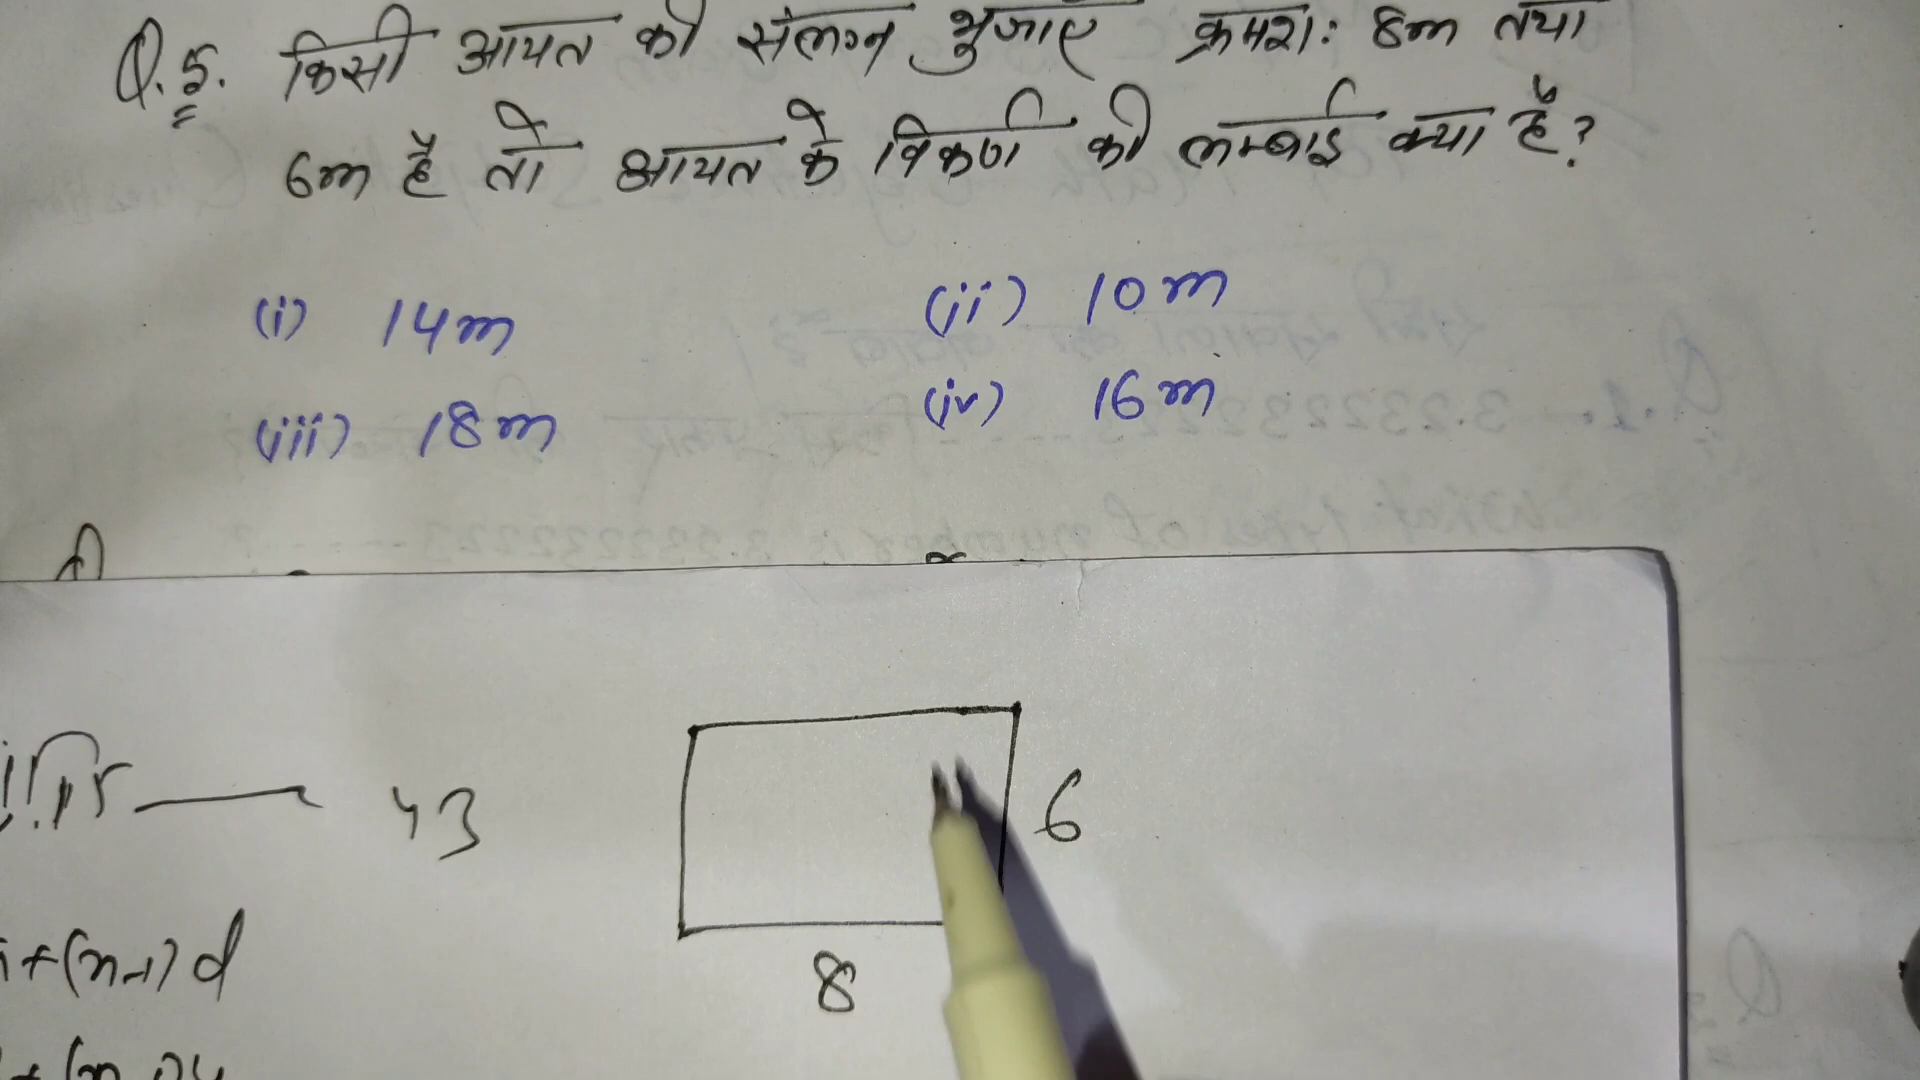 Q.5. किसी आयत की संलग्न भुजाएँ क्रमशः 8m तथा
6m है तो आयत के विकर्ण की लम्बाई क्या है?
(i) 14m
(ii) 10m
(iii) 18m
(iv) 16m
43
6
8
+(n-1)d